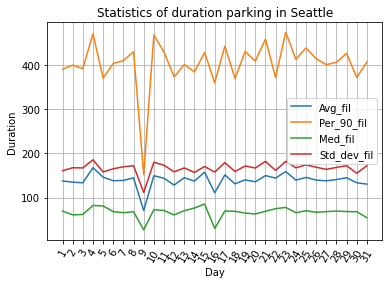 Statistics of duration parking in Seattle
Duration
400
300
200
100
Avg_fil
Per_90_fil
Med_fil
Std_dev_fil
1 2 3 4 5 6 7 8 9 10 11 12 13 14 15 16 17 18 19 20 21 22 23 24 25 26 27 28 29 30 31
Day